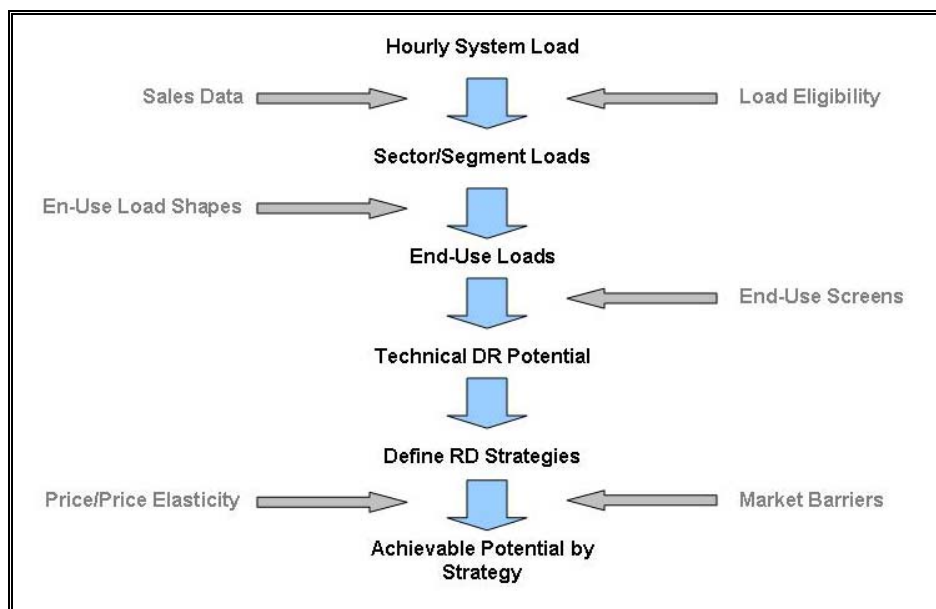 Hourly System Load
Sales Data
Load Eligibility
Sector/Segment Loads
En-Use Load Shapes
End-Use Loads
End-Use Screens
Technical DR Potential
Define RD Strategies
Price/Price Elasticity
Market Barriers
Achievable Potential by
Strategy